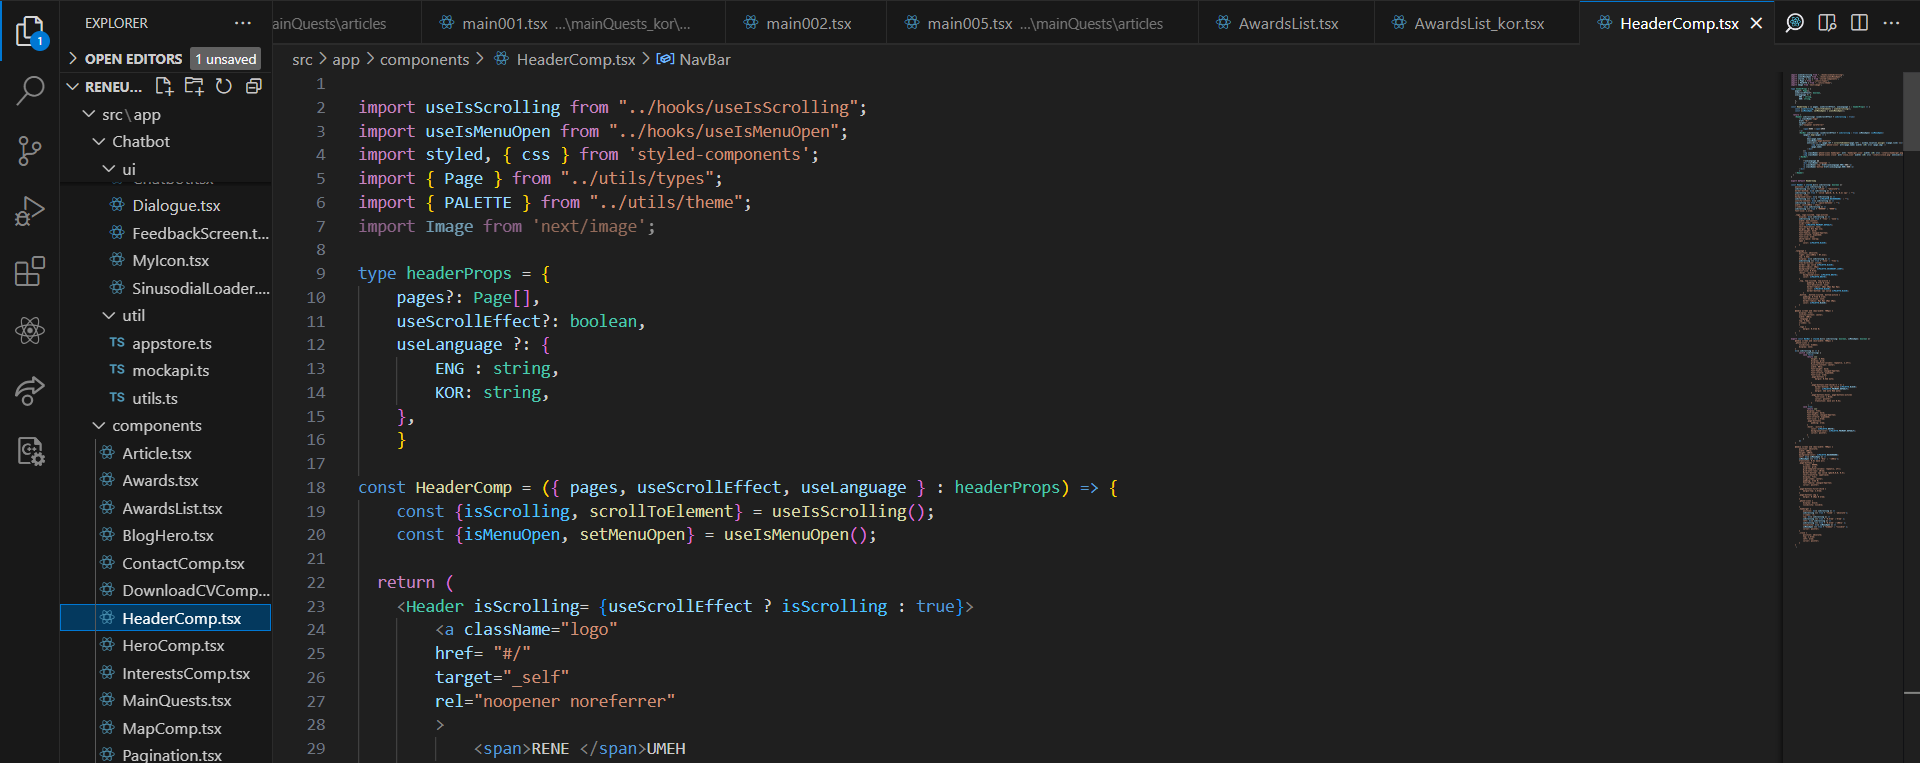 EXPLORER ...
ainQuests\articles
main001.tsx ...\mainQuests_kor\...
main002.tsx
main005.tsx ...\mainQuests\articles
AwardsList.tsx
AwardsList_kor.tsx
HeaderComp.tsx
OPEN EDITORS 1 unsaved
RENEU...
src\app
Chatbot
ui
Dialogue.tsx
FeedbackScreen.t...
MyIcon.tsx
SinusodialLoader....
util
TS appstore.ts
TS mockapi.ts
TS utils.ts
components
Article.tsx
Awards.tsx
AwardsList.tsx
BlogHero.tsx
ContactComp.tsx
DownloadCVComp...
HeaderComp.tsx
HeroComp.tsx
InterestsComp.tsx
MainQuests.tsx
MapComp.tsx
Pagination.tsx
1
src > app > components > HeaderComp.tsx > NavBar
1
2 import useIsScrolling from "../hooks/useIsScrolling";
3 import useIsMenuOpen from "../hooks/useIsMenuOpen";
4 import styled, { css } from 'styled-components';
5 import { Page } from "../utils/types";
6 import { PALETTE } from "../utils/theme";
7 import Image from 'next/image';
8
9 type headerProps = {
10 pages?: Page[],
11 useScrollEffect?: boolean,
12 useLanguage ?: {
13 ENG : string,
14 KOR: string,
15 },
16 }
17
18 const HeaderComp = ({ pages, useScrollEffect, useLanguage } : headerProps) => {
19 const {isScrolling, scrollToElement} = useIsScrolling();
20 const {isMenuOpen, setMenuOpen} = useIsMenuOpen();
21
22 return (
23 <Header isScrolling= {useScrollEffect ? isScrolling : true}>
24 <a className="logo"
25 href= "#/"
26 target="_self"
27 rel="noopener noreferrer"
28 >
29 <span>RENE </span>UMEH